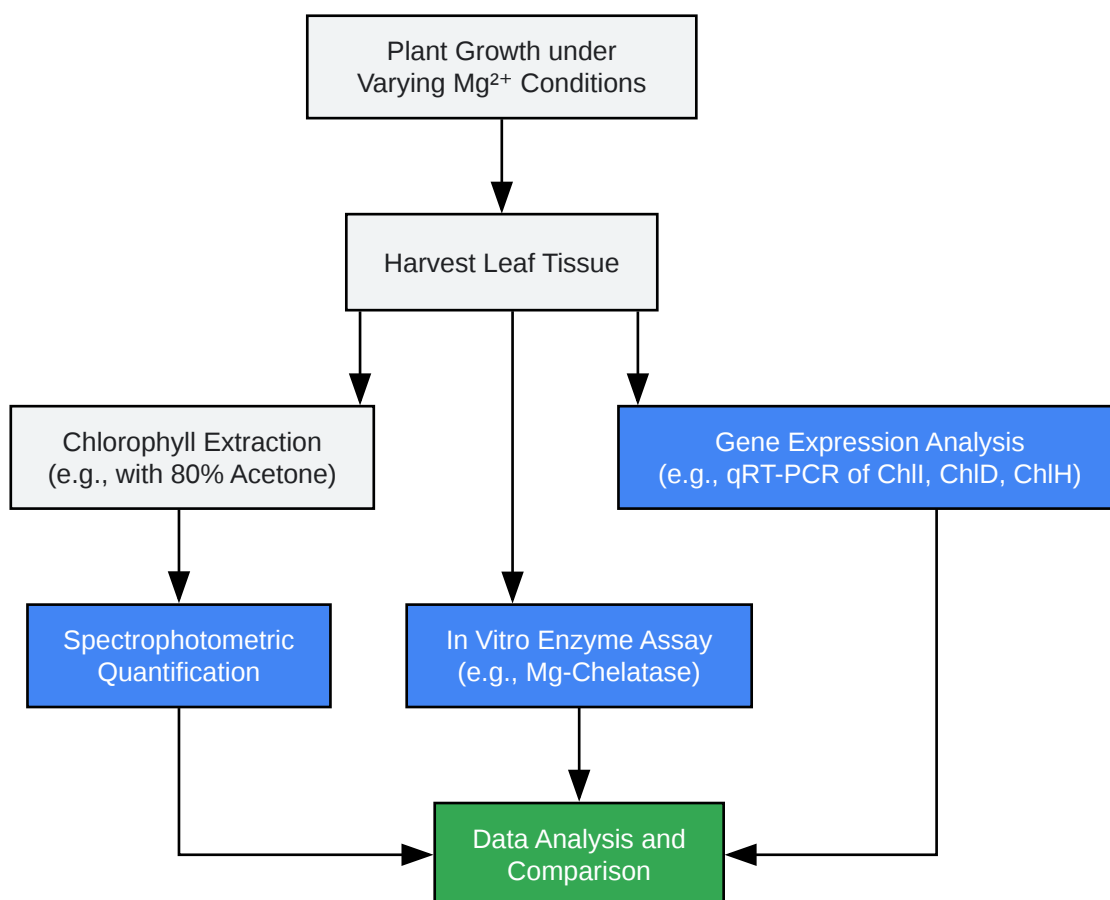 Plant Growth under
Varying Mg²⁺ Conditions
Harvest Leaf Tissue
Chlorophyll Extraction
(e.g., with 80% Acetone)
Gene Expression Analysis
(e.g., qRT-PCR of ChlI, ChlD, ChlH)
Spectrophotometric
Quantification
In Vitro Enzyme Assay
(e.g., Mg-Chelatase)
Data Analysis and
Comparison